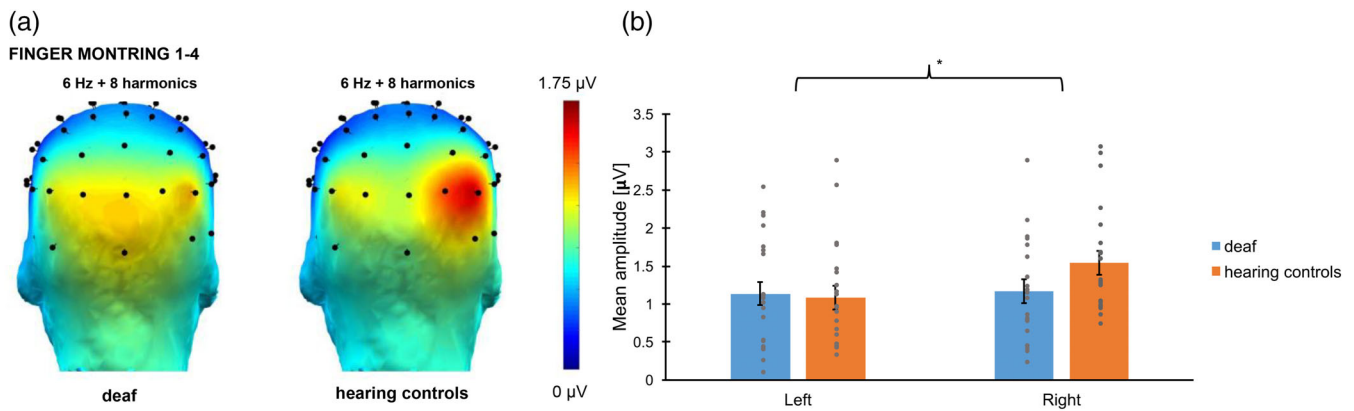 (a)
FINGER MONTRING 1-4
6 Hz + 8 harmonics
6 Hz + 8 harmonics
1.75 µV
0 µV
deaf
hearing controls
(b)
*
Mean amplitude [µV]
3.5
3
2.5
2
1.5
1
0.5
0
Left
Right
deaf
hearing controls